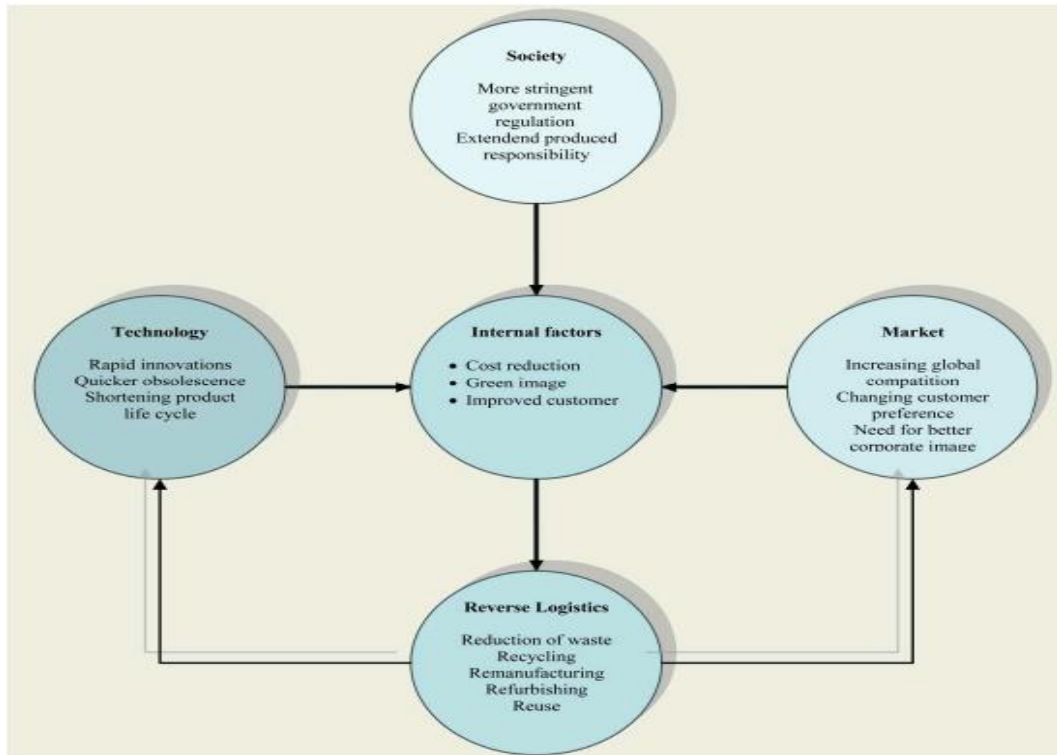 Society
More stringent
government
regulation
Extendend produced
responsibility
Technology
Rapid innovations
Quicker obsolescence
Shortening product
life cycle
Internal factors
• Cost reduction
• Green image
• Improved customer
Market
Increasing global
compatition
Changing customer
preference
Need for better
corporate image
Reverse Logistics
Reduction of waste
Recycling
Remanufacturing
Refurbishing
Reuse